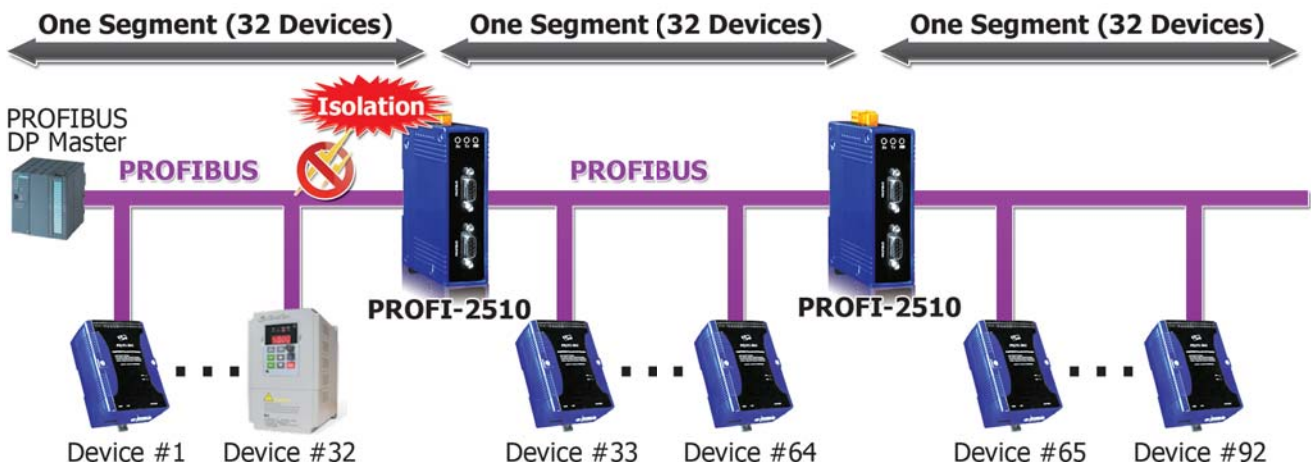 One Segment (32 Devices)
One Segment (32 Devices)
One Segment (32 Devices)
Isolation
PROFIBUS
DP Master
PROFIBUS
PROFIBUS
PROFI-2510
PROFI-2510
Device #1
Device #32
Device #33
Device #64
Device #65
Device #92